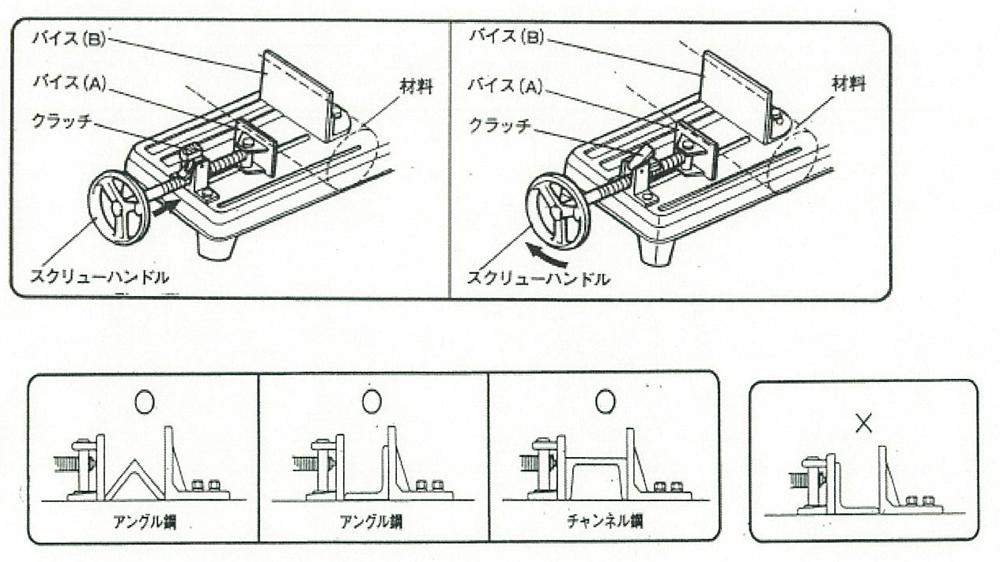 バイス(B)
バイス(A)
クラッチ
材料
スクリューハンドル
バイス(B)
バイス(A)
クラッチ
材料
スクリューハンドル
○
アングル鋼
○
アングル鋼
○
チャンネル鋼
×